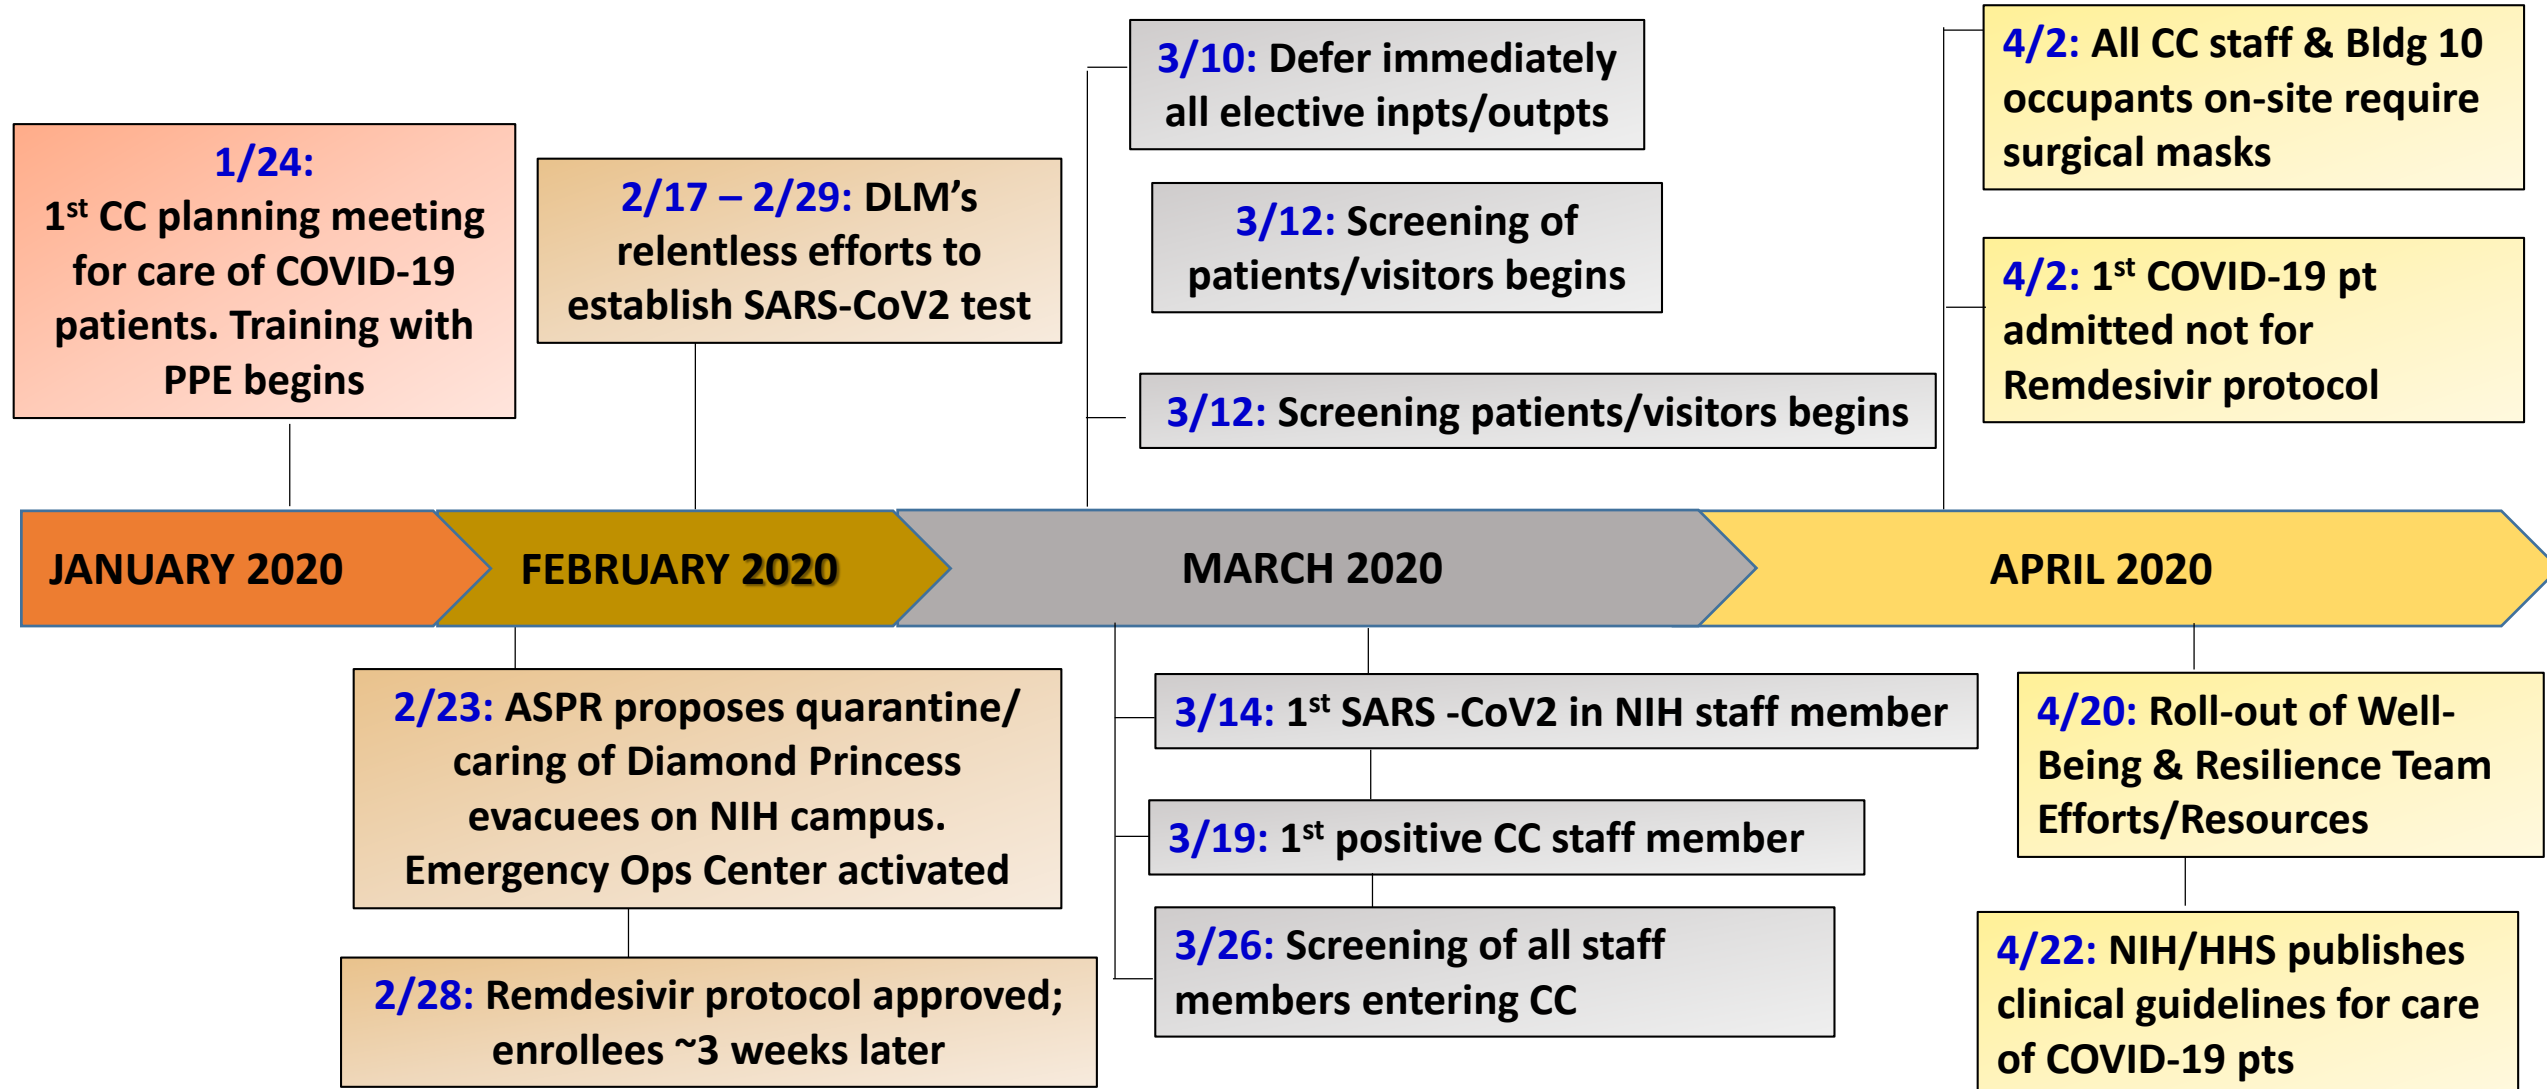 1/24:
1st CC planning meeting
for care of COVID-19
patients. Training with
PPE begins
2/17 – 2/29: DLM’s
relentless efforts to
establish SARS-CoV2 test
3/10: Defer immediately
all elective inpts/outpts
3/12: Screening of
patients/visitors begins
3/12: Screening patients/visitors begins
4/2: All CC staff & Bldg 10
occupants on-site require
surgical masks
4/2: 1st COVID-19 pt
admitted not for
Remdesivir protocol
JANUARY 2020
FEBRUARY 2020
MARCH 2020
APRIL 2020
2/23: ASPR proposes quarantine/
caring of Diamond Princess
evacuees on NIH campus.
Emergency Ops Center activated
2/28: Remdesivir protocol approved;
enrollees ~3 weeks later
3/14: 1st SARS -CoV2 in NIH staff member
3/19: 1st positive CC staff member
3/26: Screening of all staff
members entering CC
4/20: Roll-out of Well-
Being & Resilience Team
Efforts/Resources
4/22: NIH/HHS publishes
clinical guidelines for care
of COVID-19 pts